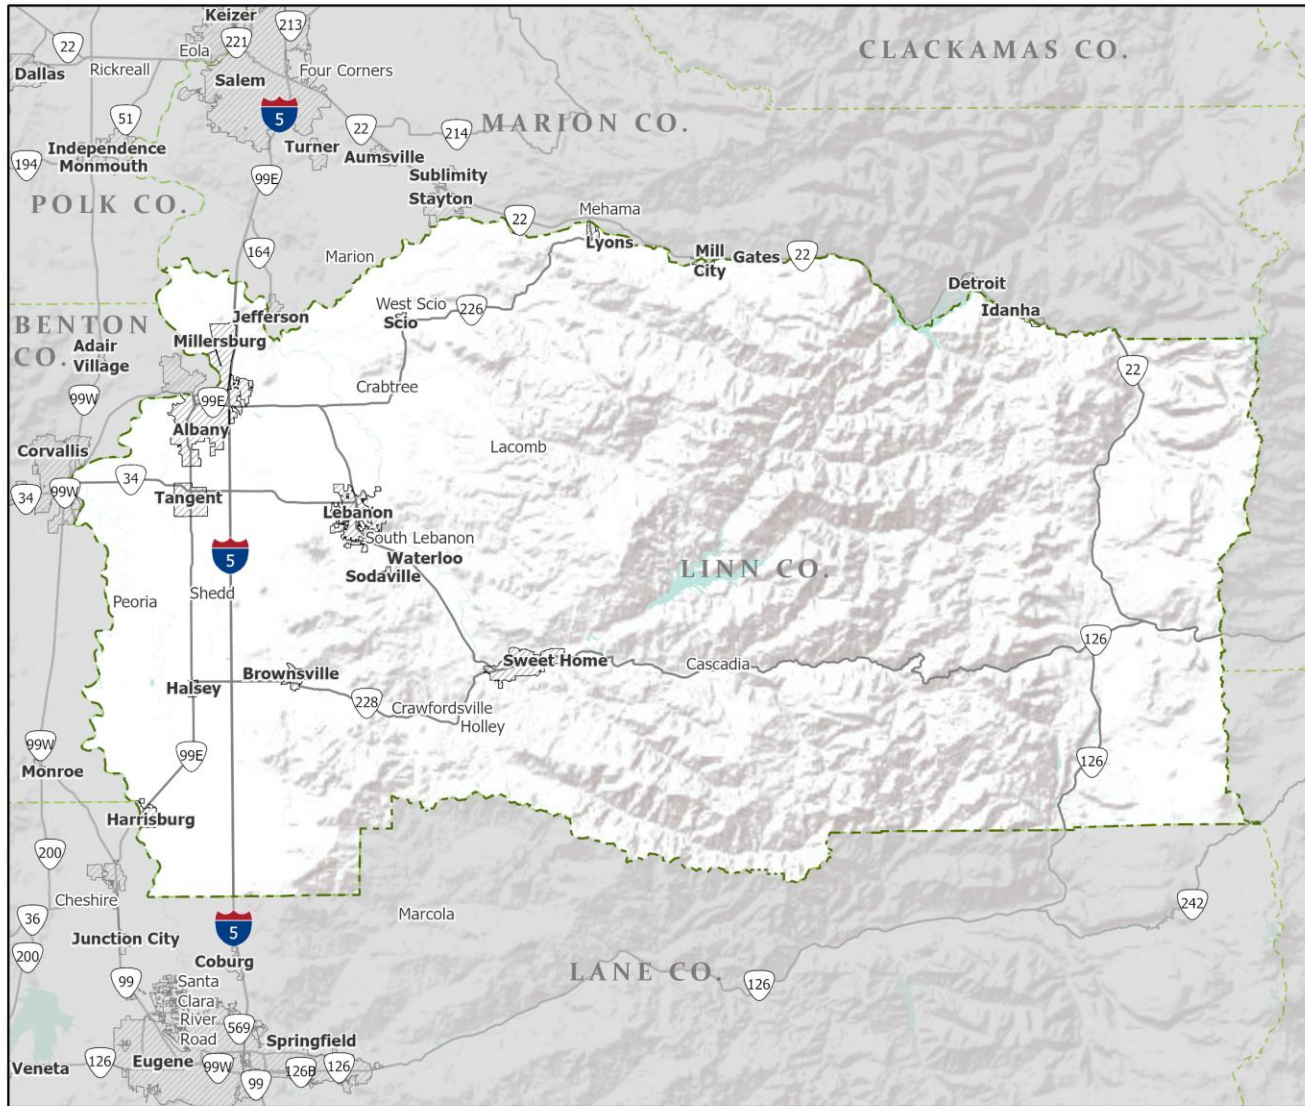 Keizer
213
22
221
Eola
CLACKAMAS CO.
Dallas
Rickreall
Salem
Four Corners
51
5
22
214
MARION CO.
Independence
Monmouth
Turner
Aumsville
194
99E
Sublimity
Stayton
POLK CO.
22
Mehama
Lyons
164
Marion
Mill
City
Gates
22
Detroit
Idanha
West Scio
226
Scio
Jefferson
BENTON
CO.
Millersburg
Adair
Village
22
Crabtree
99W
99E
Albany
Corvallis
Lacomb
34
99W
34
Tangent
Lebanon
South Lebanon
Waterloo
Sodaville
5
LINN CO.
Peoria
Shedd
126
Sweet Home
Cascadia
Brownsville
Halsey
228
Crawfordsville
Holley
99W
99E
126
Monroe
Harrisburg
200
Cheshire
36
Marcola
242
5
Junction City
200
Coburg
LANE CO.
99
Santa
Clara
River
Road
126
569
Springfield
Veneta
126
Eugene
99W
126B
126
99